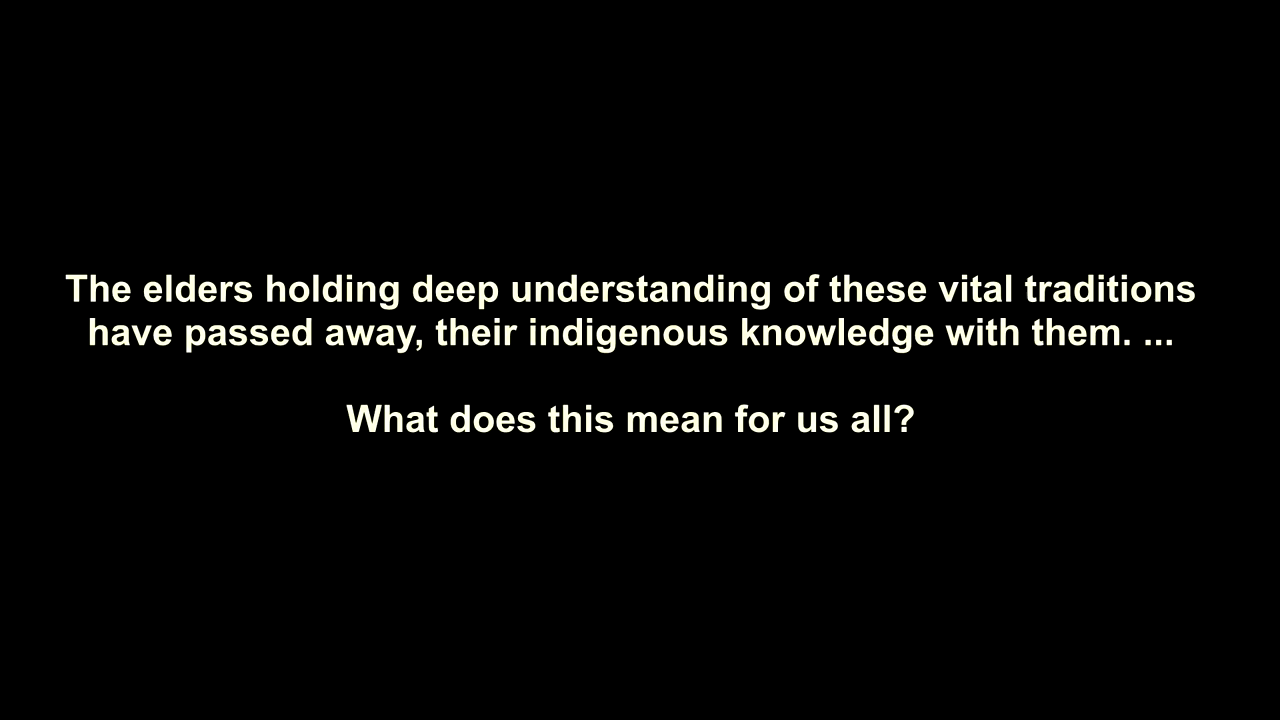 The elders holding deep understanding of these vital traditions
have passed away, their indigenous knowledge with them. ...
What does this mean for us all?